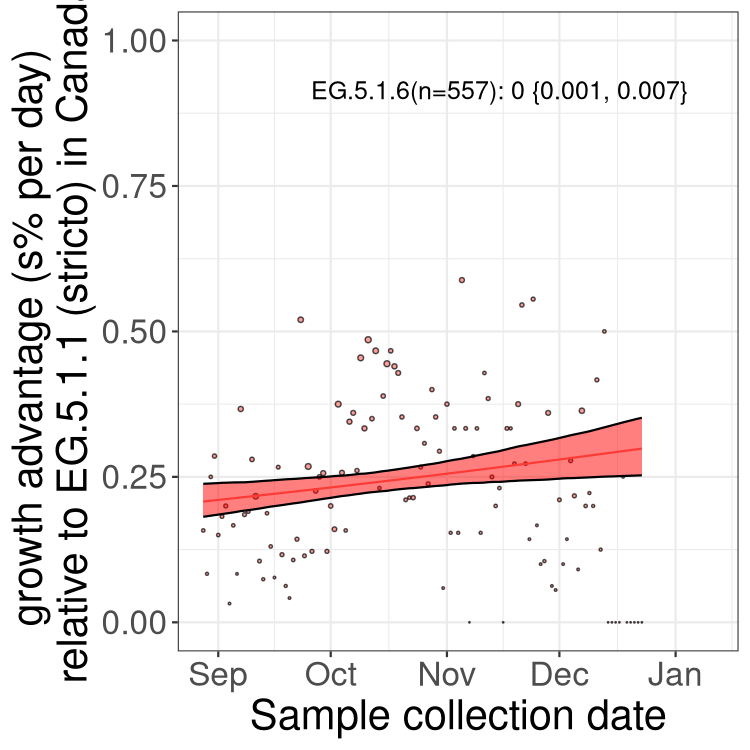 growth advantage (s% per day)
relative to EG.5.1.1 (stricto) in Canada
1.00
0.75
0.50
0.25
0.00
EG.5.1.6(n=557): 0 {0.001, 0.007}
Sep Oct Nov Dec Jan
Sample collection date